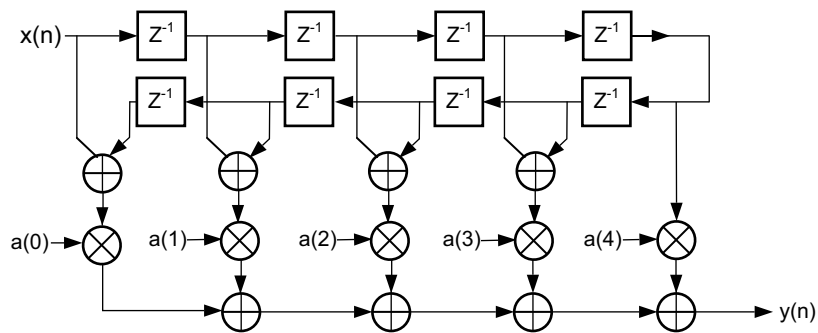 x(n) Z⁻¹ Z⁻¹ Z⁻¹ Z⁻¹
Z⁻¹ Z⁻¹ Z⁻¹ Z⁻¹
a(0) a(1) a(2) a(3) a(4)
y(n)